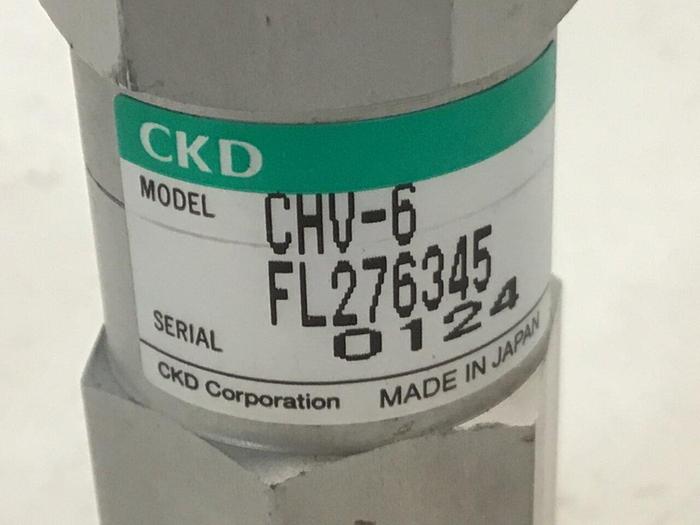 CKD
MODEL CHV-6
FL276345
SERIAL 0124
CKD Corporation MADE IN JAPAN